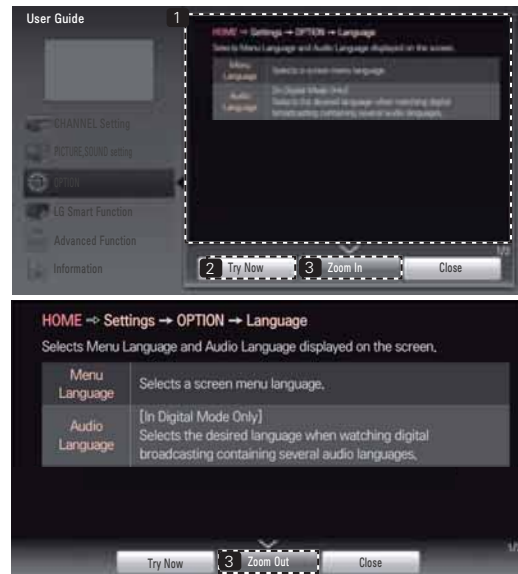 User Guide
1
HOME ⇨ Settings → OPTION → Language
Selects Menu Language and Audio Language displayed on the screen.
Menu
Language
Selects a screen menu language.
Audio
Language
[In Digital Mode Only]
Selects the desired language when watching digital
broadcasting containing several audio languages.
CHANNEL Setting
PICTURE,SOUND setting
OPTION
LG Smart Function
Advanced Function
Information
1/3
2 Try Now
3 Zoom In
Close
HOME ⇨ Settings → OPTION → Language
Selects Menu Language and Audio Language displayed on the screen.
Menu
Language
Selects a screen menu language.
Audio
Language
[In Digital Mode Only]
Selects the desired language when watching digital
broadcasting containing several audio languages.
Try Now
3 Zoom Out
Close